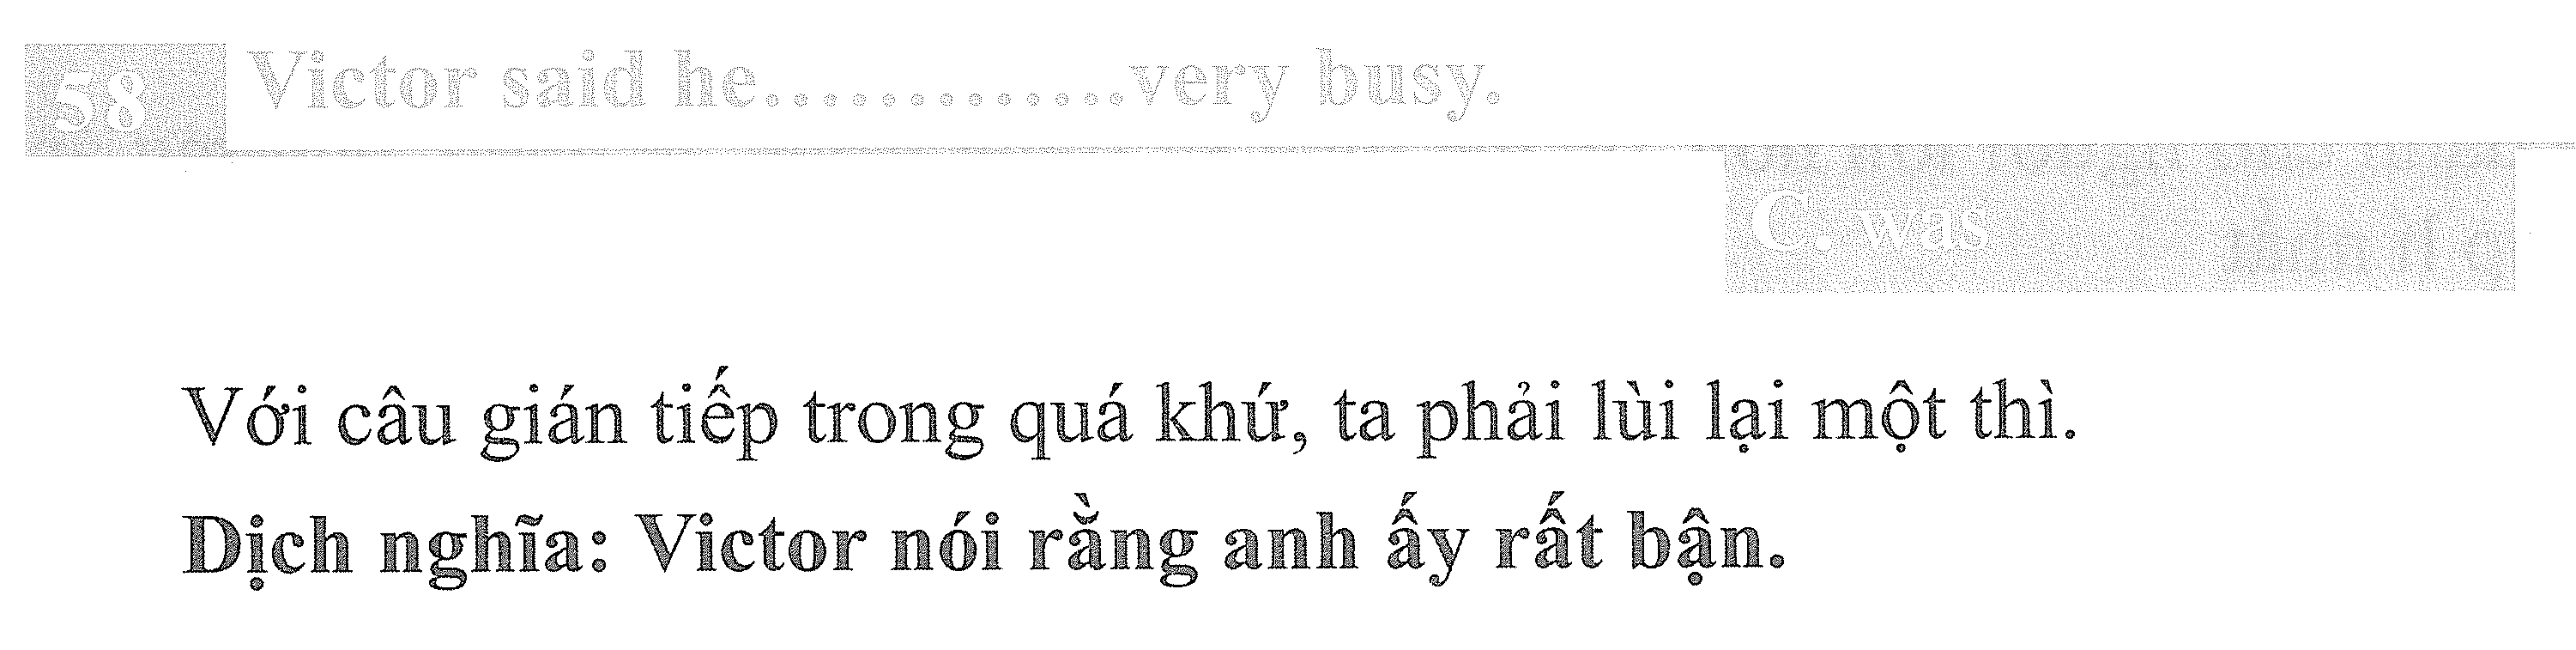 58 Victor said he.............very busy.
C. was
Với câu gián tiếp trong quá khứ, ta phải lùi lại một thì.
Dịch nghĩa: Victor nói rằng anh ấy rất bận.